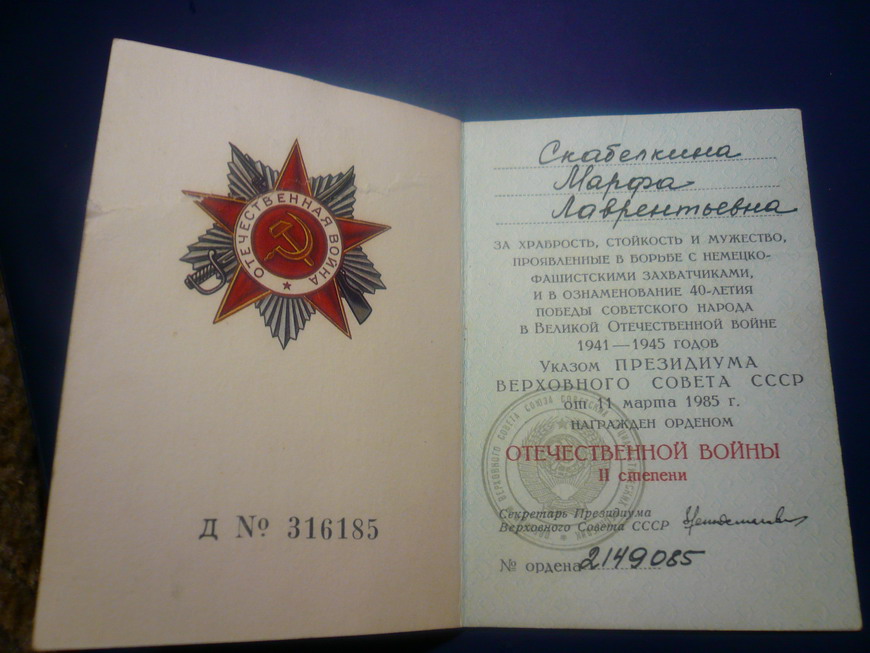 ОТЕЧЕСТВЕННАЯ ВОЙНА
Д № 316185
Скабелкина
Марфа
Лаврентьевна
ЗА ХРАБРОСТЬ, СТОЙКОСТЬ И МУЖЕСТВО,
ПРОЯВЛЕННЫЕ В БОРЬБЕ С НЕМЕЦКО-
ФАШИСТСКИМИ ЗАХВАТЧИКАМИ,
И В ОЗНАМЕНОВАНИЕ 40-ЛЕТИЯ
ПОБЕДЫ СОВЕТСКОГО НАРОДА
В ВЕЛИКОЙ ОТЕЧЕСТВЕННОЙ ВОЙНЕ
1941—1945 ГОДОВ
УКАЗОМ ПРЕЗИДИУМА
ВЕРХОВНОГО СОВЕТА СССР
от 11 марта 1985 г.
НАГРАЖДЕН ОРДЕНОМ
ОТЕЧЕСТВЕННОЙ ВОЙНЫ
II степени
Секретарь Президиума
Верховного Совета СССР
№ ордена 2149085